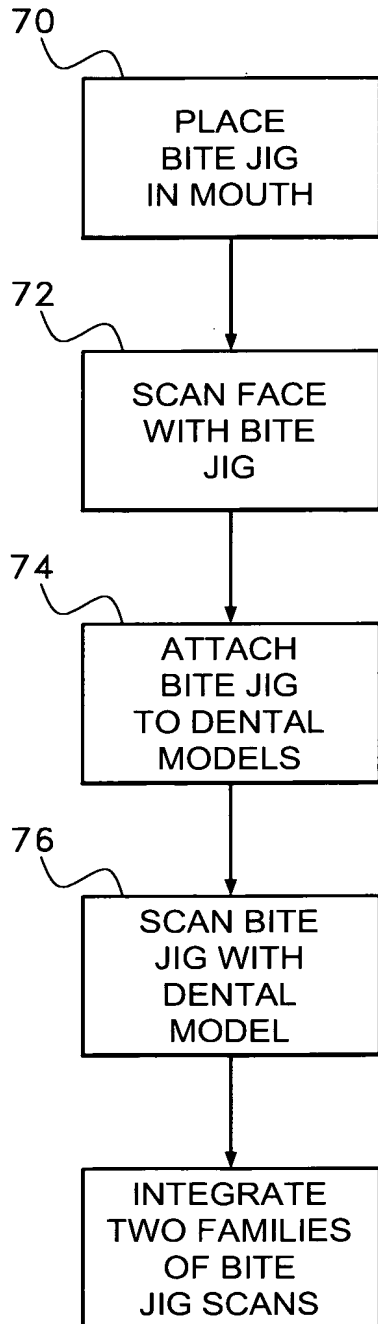 70
PLACE
BITE JIG
IN MOUTH
72
SCAN FACE
WITH BITE
JIG
74
ATTACH
BITE JIG
TO DENTAL
MODELS
76
SCAN BITE
JIG WITH
DENTAL
MODEL
INTEGRATE
TWO FAMILIES
OF BITE
JIG SCANS